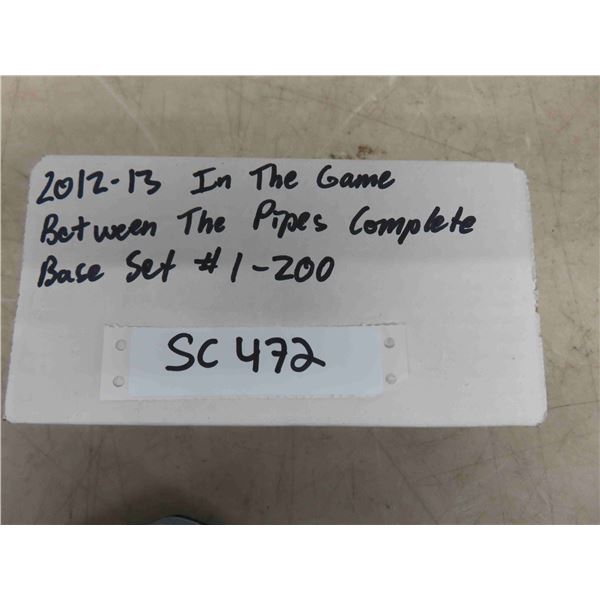 2012-13 In The Game
Between The Pipes Complete
Base Set #1-200
SC 472